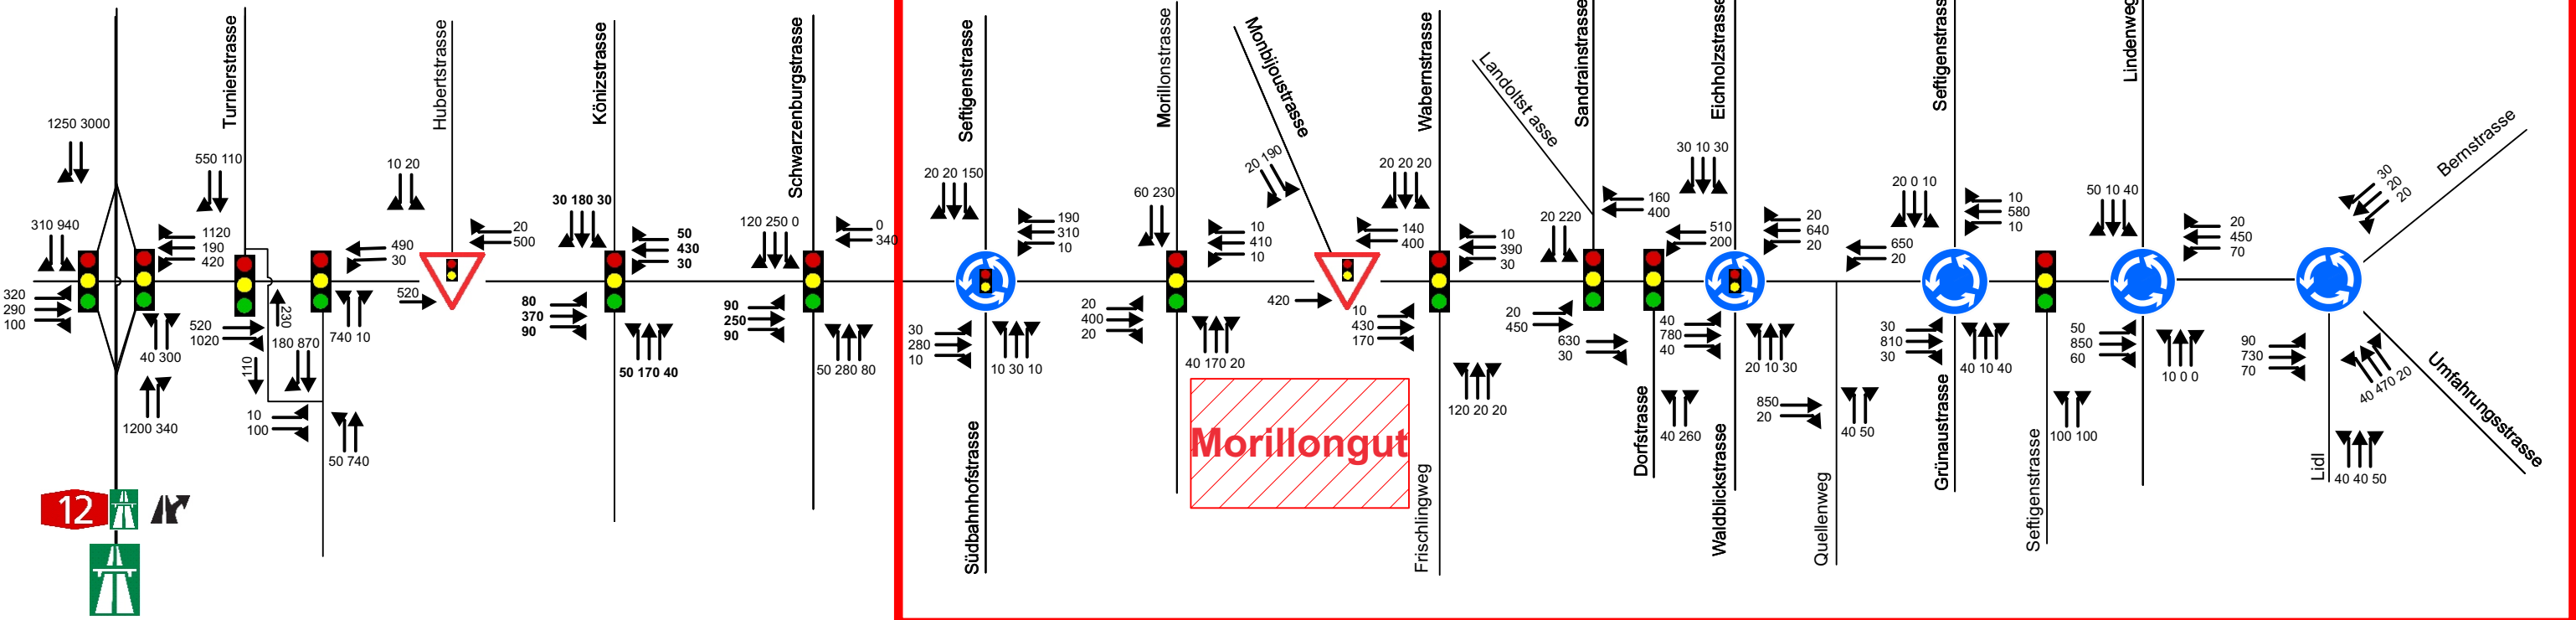 1250 3000
310 940
320
290
100
1120
190
420
40 300
1200 340
12
Turnierstrasse
550 110
520
1020
230
110
180 870
10
100
490
30
740 10
50 740
Hubertstrasse
10 20
20
500
520
Könizstrasse
30 180 30
50
430
30
80
370
90
50 170 40
Schwarzenburgstrasse
120 250 0
0
340
90
250
90
50 280 80
Seftigenstrasse
20 20 150
190
310
10
30
280
10
10 30 10
Südbahnhofstrasse
Morillonstrasse
60 230
10
410
10
20
400
20
40 170 20
Morillongut
Monbijoustrasse
20 190
140
400
420
Wabernstrasse
20 20 20
10
390
30
10
430
170
120 20 20
Frischlingweg
Landoltst asse
Sandrainstrasse
20 220
160
400
20
450
630
30
Dorfstrasse
40 260
Eichholzstrasse
30 10 30
510
200
20
640
20
40
780
40
20 10 30
Waldblickstrasse
650
20
850
20
40 50
Quellenweg
Seftigenstrasse
20 0 10
10
580
10
30
810
30
40 10 40
Grünaustrasse
100 100
Seftigenstrasse
Lindenweg
50 10 40
20
450
70
50
850
60
10 0 0
Bernstrasse
30
20
20
90
730
70
40 470 20
Umfahrungsstrasse
Lidl
40 40 50